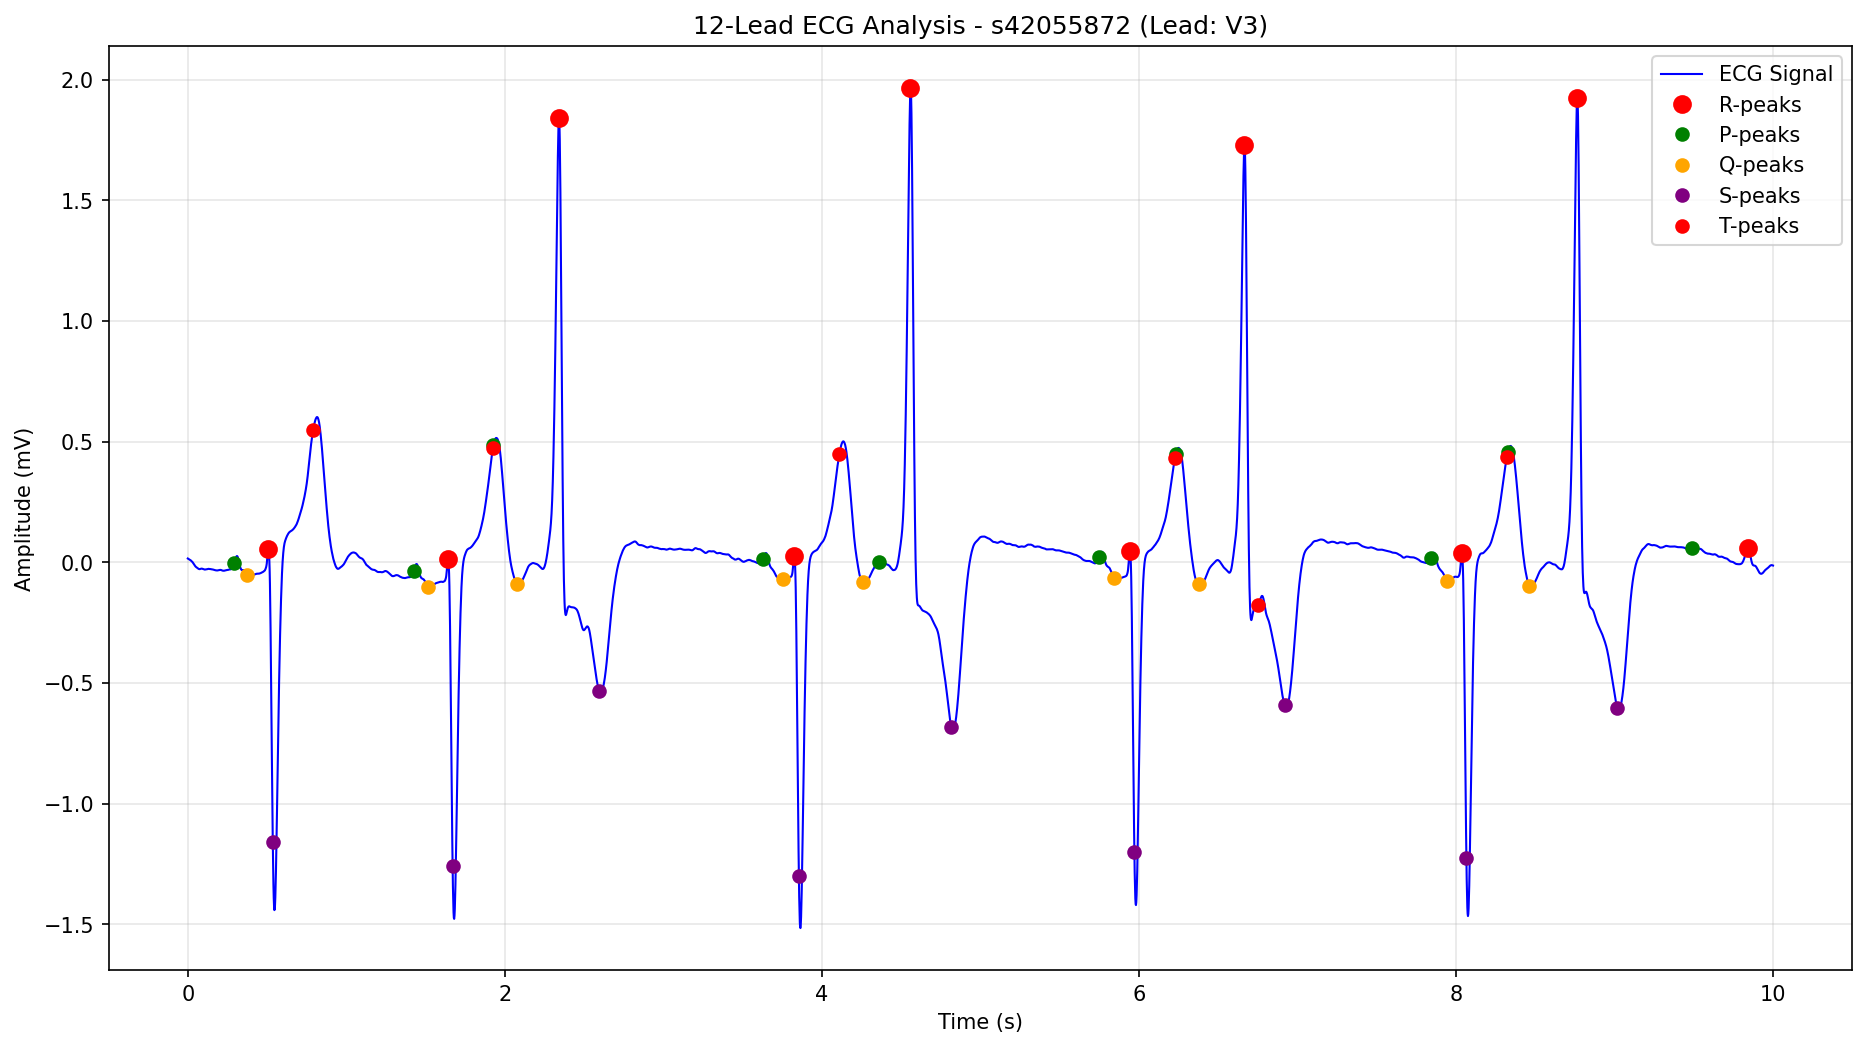 12-Lead ECG Analysis - s42055872 (Lead: V3)
ECG Signal
R-peaks
P-peaks
Q-peaks
S-peaks
T-peaks
Amplitude (mV)
2.0
1.5
1.0
0.5
0.0
−0.5
−1.0
−1.5
0 2 4 6 8 10
Time (s)